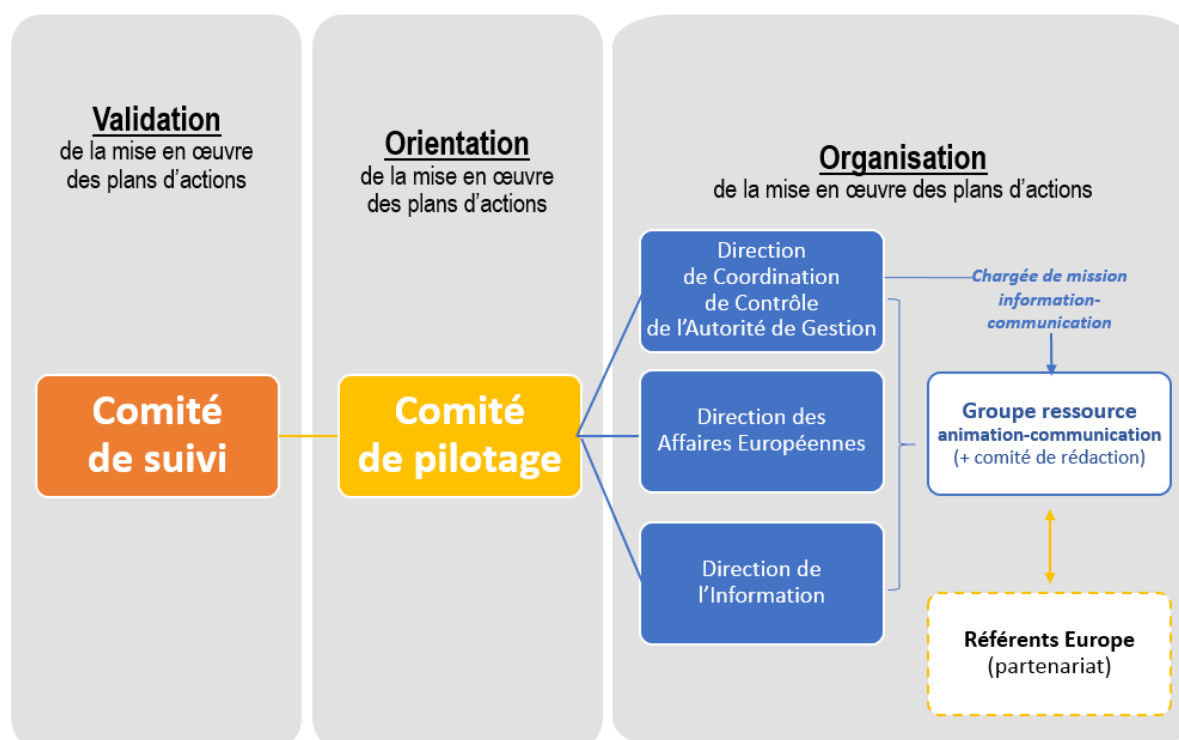 Validation
de la mise en œuvre
des plans d’actions
Comité
de suivi
Orientation
de la mise en œuvre
des plans d’actions
Comité
de pilotage
Organisation
de la mise en œuvre des plans d’actions
Direction
de Coordination
de Contrôle
de l’Autorité de Gestion
Direction des
Affaires Européennes
Direction de
l’Information
Chargée de mission
information-
communication
Groupe ressource
animation-communication
(+ comité de rédaction)
Référents Europe
(partenariat)